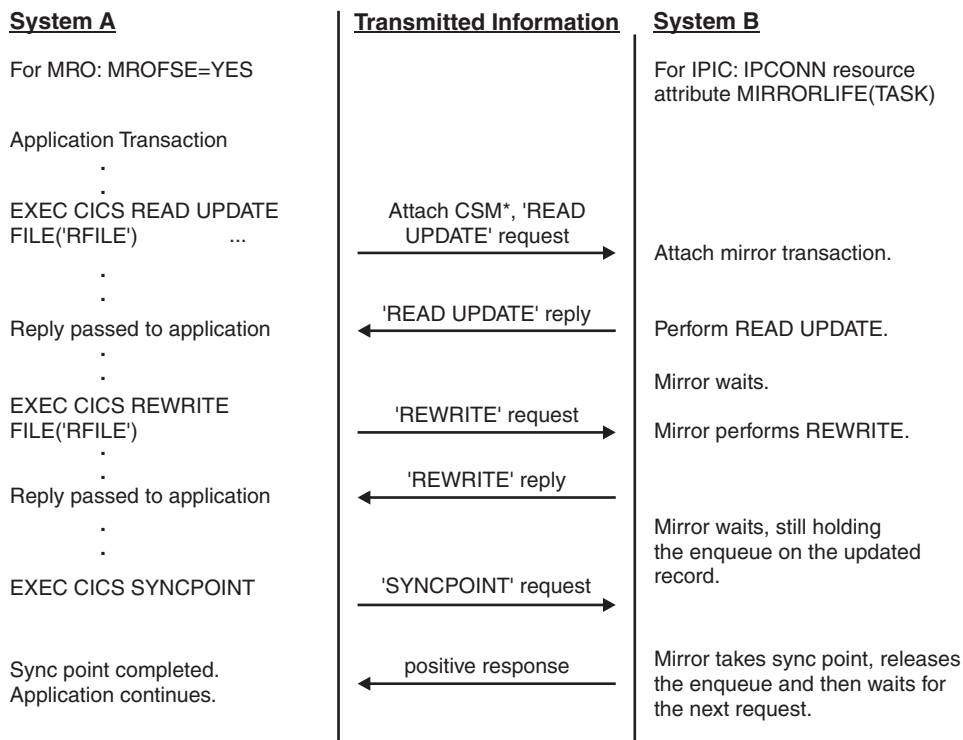 System A
Transmitted Information
System B
For MRO: MROFSE=YES
For IPIC: IPCONN resource
attribute MIRRORLIFE(TASK)
Application Transaction
.
.
EXEC CICS READ UPDATE
FILE('RFILE') ...
Attach CSM*, 'READ
UPDATE' request
Attach mirror transaction.
.
.
'READ UPDATE' reply
Reply passed to application
Perform READ UPDATE.
.
.
Mirror waits.
EXEC CICS REWRITE
FILE('RFILE')
'REWRITE' request
Mirror performs REWRITE.
.
.
'REWRITE' reply
Reply passed to application
.
.
Mirror waits, still holding
the enqueue on the updated
record.
EXEC CICS SYNCPOINT
'SYNCPOINT' request
Sync point completed.
Application continues.
positive response
Mirror takes sync point, releases
the enqueue and then waits for
the next request.